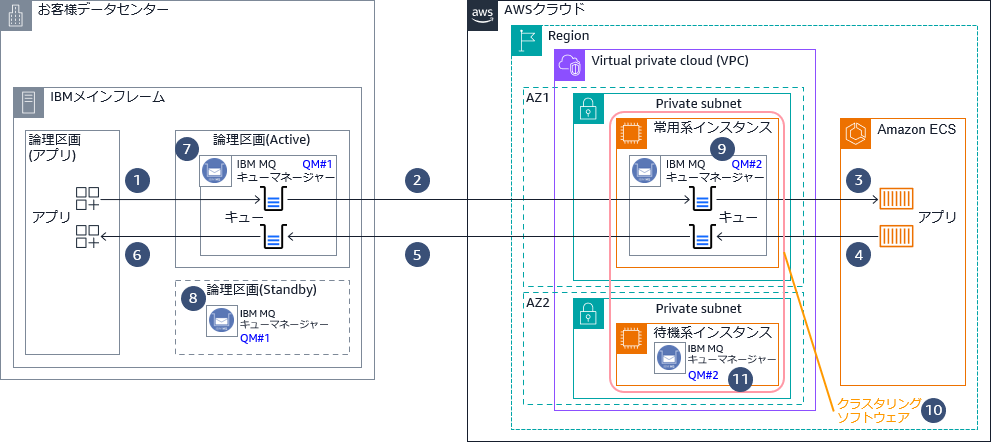 お客様データセンター
IBMメインフレーム
論理区画
(アプリ)
アプリ
1
6
論理区画(Active)
7
IBM MQ
QM#1
キューマネージャー
キュー
8
論理区画(Standby)
IBM MQ
キューマネージャー
QM#1
2
5
aws
AWSクラウド
Region
Virtual private cloud (VPC)
AZ1
Private subnet
常用系インスタンス
9
IBM MQ
QM#2
キューマネージャー
キュー
AZ2
Private subnet
待機系インスタンス
IBM MQ
キューマネージャー
QM#2
11
3
4
Amazon ECS
アプリ
クラスタリング
ソフトウェア
10